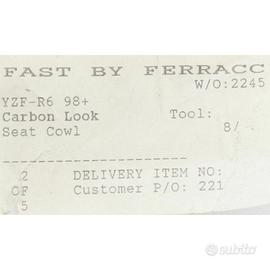 FAST BY FERRACC
W/O:2245
YZF-R6 98+
Carbon Look Tool:
Seat Cowl 8/
2 DELIVERY ITEM NO:
OF Customer P/O: 221
5
subito